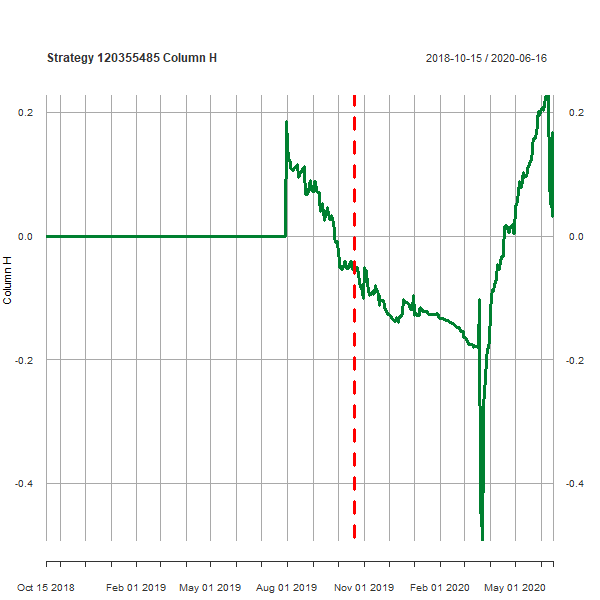 Strategy 120355485 Column H 2018-10-15 / 2020-06-16
0.2 0.2
0.0 0.0
Column H
-0.2 -0.2
-0.4 -0.4
Oct 15 2018 Feb 01 2019 May 01 2019 Aug 01 2019 Nov 01 2019 Feb 01 2020 May 01 2020